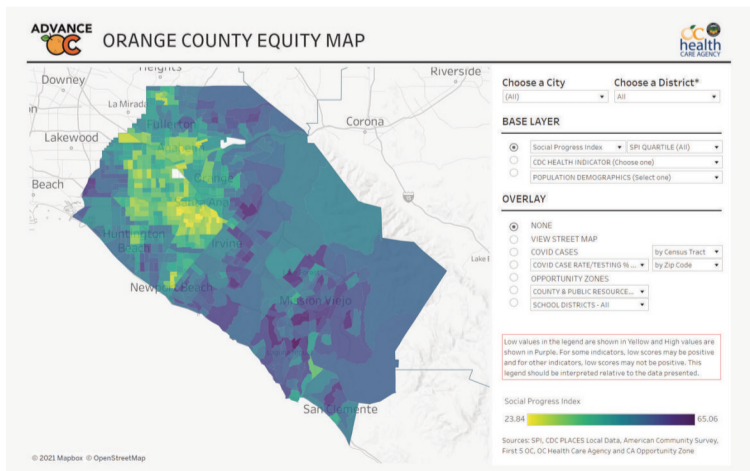 ADVANCE
OC
ORANGE COUNTY EQUITY MAP
OC
health
CARE AGENCY
Downey
Heights
Riverside
La Mirada
Fullerton
Corona
Lakewood
Orange
Beach
Santa Ana
Huntington
Beach
Irvine
Lake E
Newport Beach
Mission Viejo
San Clemente
© 2021 Mapbox © OpenStreetMap
Choose a City
Choose a District*
(All)
All
BASE LAYER
Social Progress Index
SPI QUARTILE (All)
CDC HEALTH INDICATOR (Choose one)
POPULATION DEMOGRAPHICS (Select one)
OVERLAY
NONE
VIEW STREET MAP
COVID CASES
by Census Tract
COVID CASE RATE/TESTING % ...
by Zip Code
OPPORTUNITY ZONES
COUNTY & PUBLIC RESOURCE...
SCHOOL DISTRICTS - All
Low values in the legend are shown in Yellow and High values are
shown in Purple. For some indicators, low scores may be positive
and for other indicators, low scores may not be positive. This
legend should be interpreted relative to the data presented.
Social Progress Index
23.84
65.06
Sources: SPI, CDC PLACES Local Data, American Community Survey,
First 5 OC, OC Health Care Agency and CA Opportunity Zone